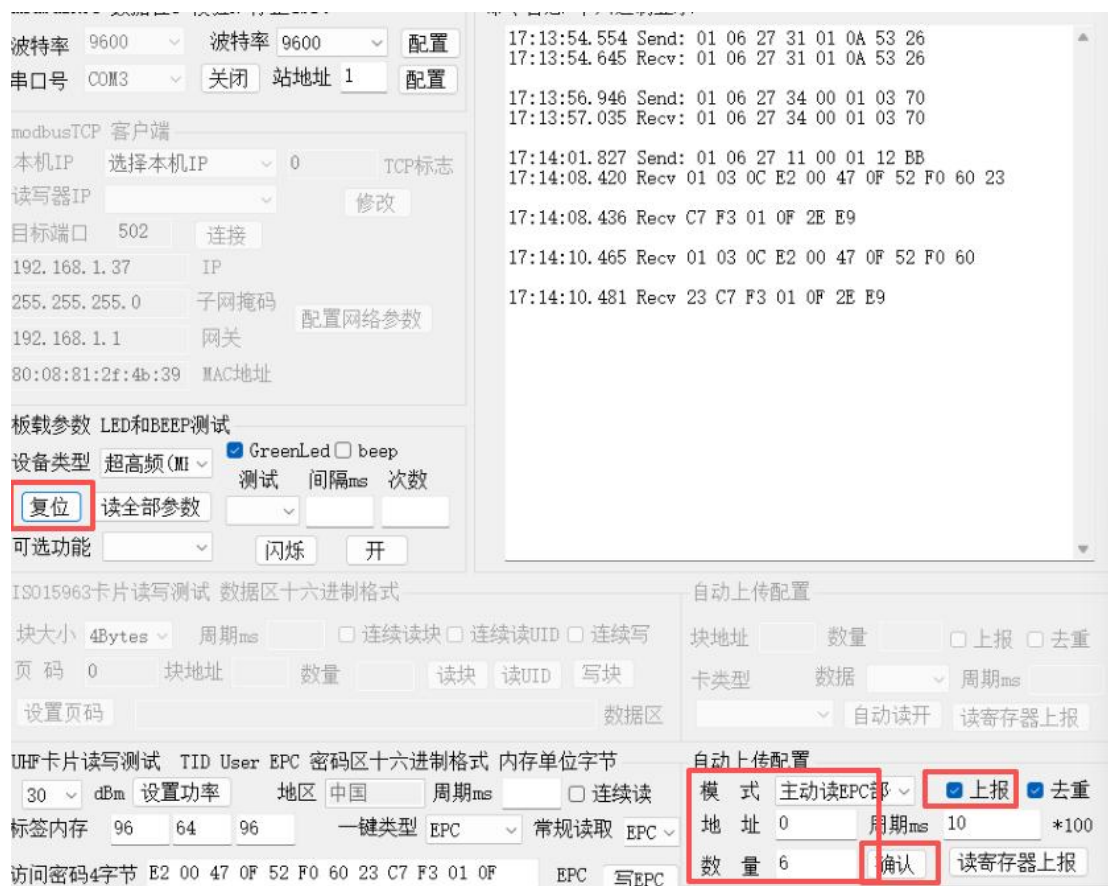 波特率 9600 波特率 9600 配置
串口号 COM3 关闭 站地址 1 配置
modbusTCP 客户端
本机IP 选择本机IP 0 TCP标志
读写器IP 修改
目标端口 502 连接
192.168.1.37 IP
255.255.255.0 子网掩码
配置网络参数
192.168.1.1 网关
80:08:81:2f:4b:39 MAC地址
17:13:54.554 Send: 01 06 27 31 01 0A 53 26
17:13:54.645 Recv: 01 06 27 31 01 0A 53 26
17:13:56.946 Send: 01 06 27 34 00 01 03 70
17:13:57.035 Recv: 01 06 27 34 00 01 03 70
17:14:01.827 Send: 01 06 27 11 00 01 12 BB
17:14:08.420 Recv 01 03 0C E2 00 47 0F 52 F0 60 23
17:14:08.436 Recv C7 F3 01 0F 2E E9
17:14:10.465 Recv 01 03 0C E2 00 47 0F 52 F0 60
17:14:10.481 Recv 23 C7 F3 01 0F 2E E9
板载参数 LED和BEEP测试
设备类型 超高频(MI GreenLed beep
测试 间隔ms 次数
复位 读全部参数
可选功能 闪烁 开
ISO15963卡片读写测试 数据区十六进制格式
块大小 4Bytes 周期ms 连续读块 连续读UID 连续写
页 码 0 块地址 数量 读块 读UID 写块
设置页码 数据区
自动上传配置
块地址 数量 上报 去重
卡类型 数据 周期ms
自动读开 读寄存器上报
UHF卡片读写测试 TID User EPC 密码区十六进制格式 内存单位字节
30 dBm 设置功率 地区 中国 周期ms 连续读
标签内存 96 64 96 一键类型 EPC 常规读取 EPC
访问密码4字节 E2 00 47 0F 52 F0 60 23 C7 F3 01 0F EPC 写EPC
自动上传配置
模 式 主动读EPC部 上报 去重
地 址 0 周期ms 10 *100
数 量 6 确认 读寄存器上报